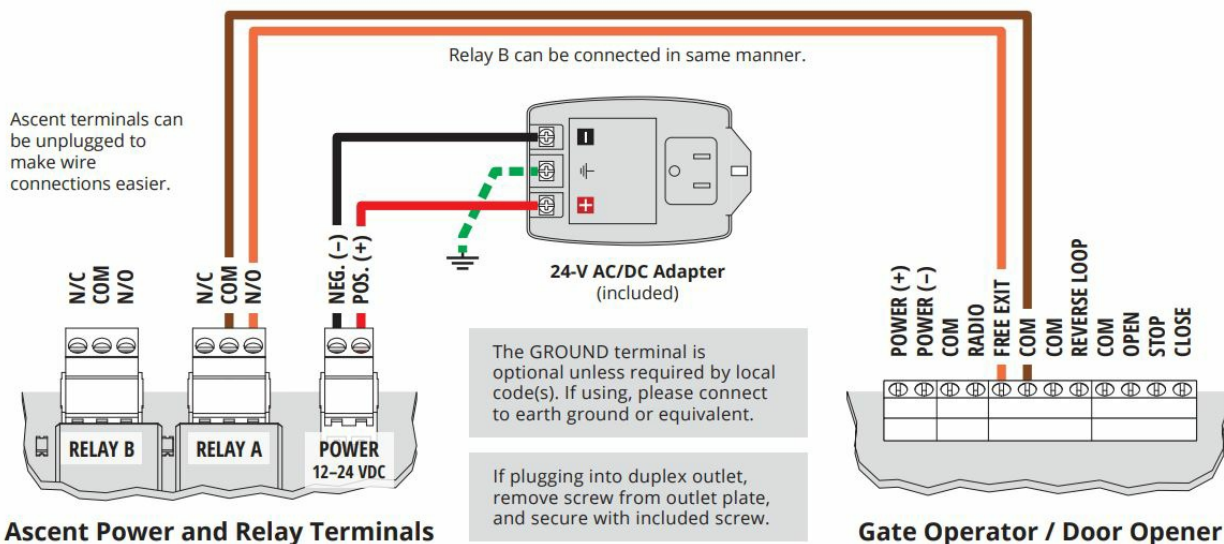 Relay B can be connected in same manner.
Ascent terminals can
be unplugged to
make wire
connections easier.
N/C
COM
N/O
N/C
COM
N/O
NEG. (−)
POS. (+)
24-V AC/DC Adapter
(included)
POWER (+)
POWER (−)
COM
RADIO
FREE EXIT
COM
COM
REVERSE LOOP
COM
OPEN
STOP
CLOSE
The GROUND terminal is
optional unless required by local
code(s). If using, please connect
to earth ground or equivalent.
RELAY B
RELAY A
POWER
12–24 VDC
If plugging into duplex outlet,
remove screw from outlet plate,
and secure with included screw.
Ascent Power and Relay Terminals
Gate Operator / Door Opener